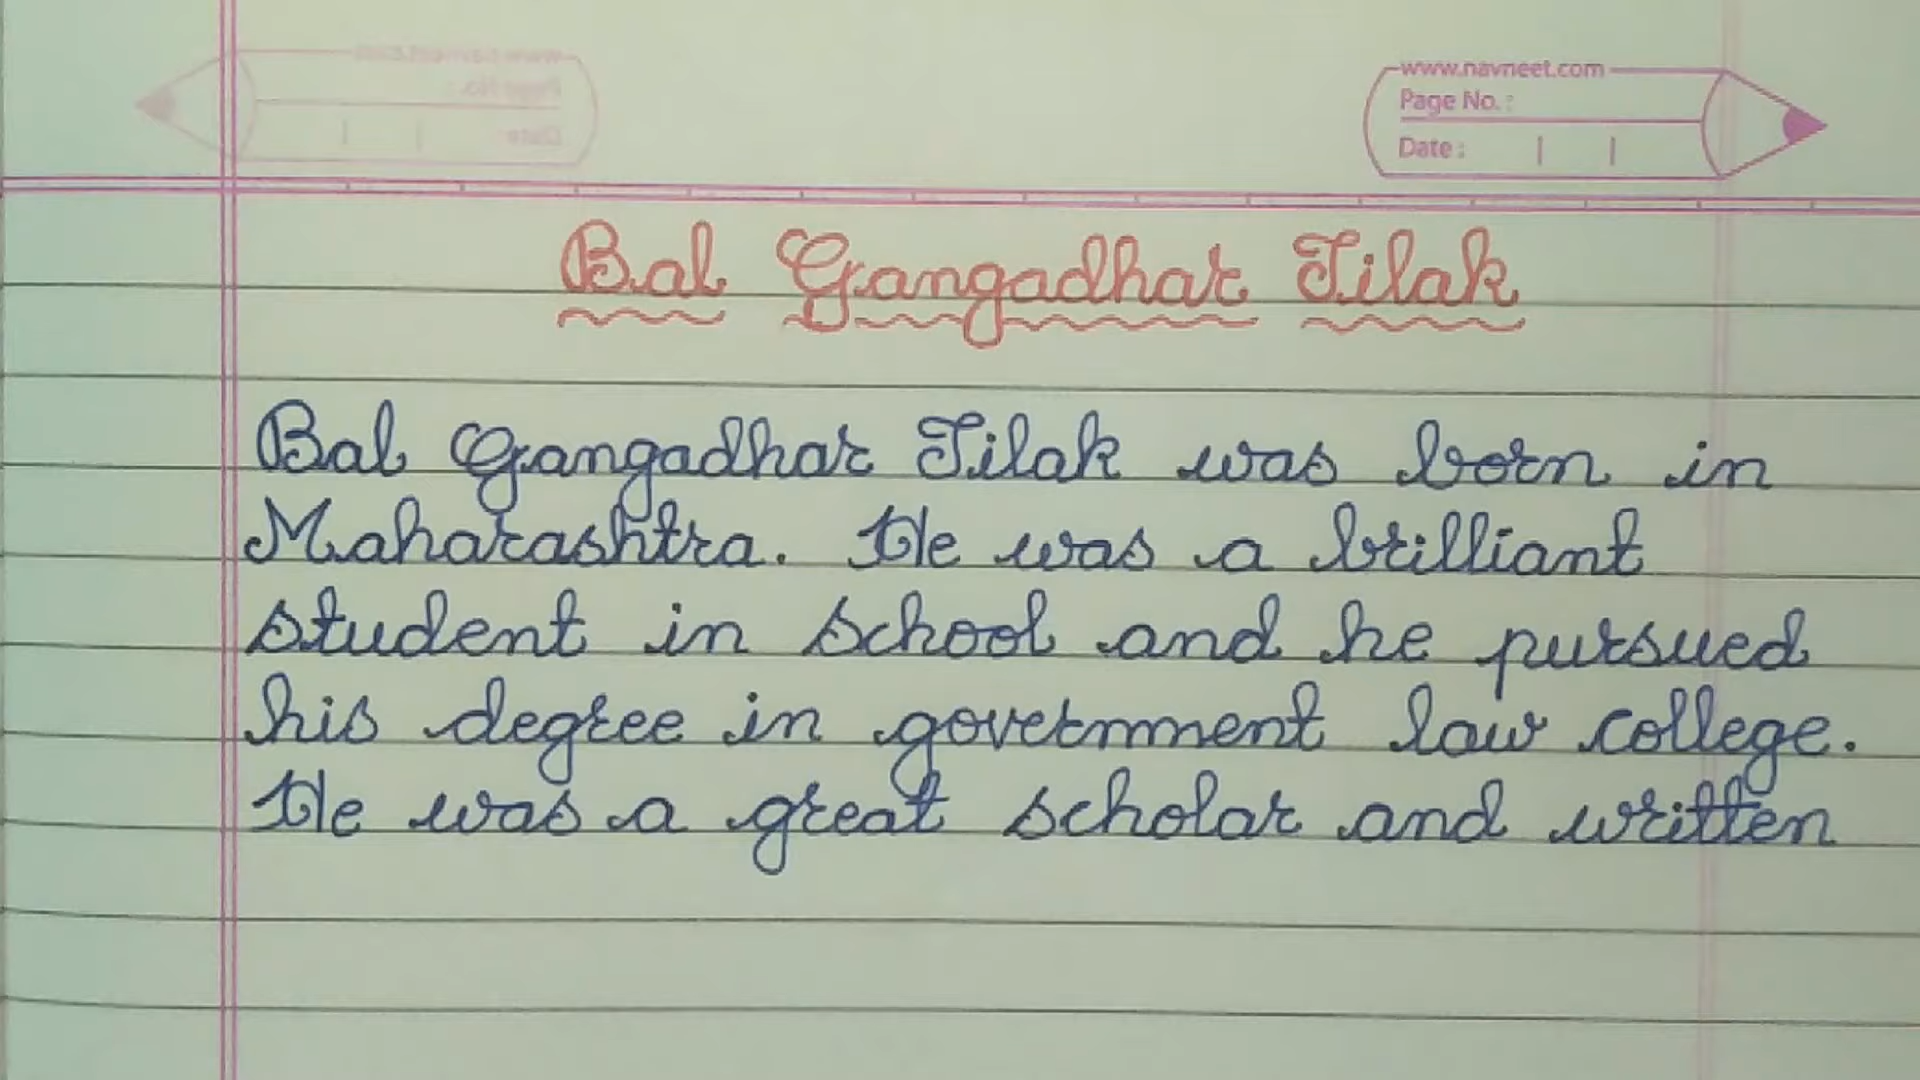 www.navneet.com
Page No. :
Date :
Bal Gangadhar Tilak
Bal Gangadhar Tilak was born in
Maharashtra. He was a brilliant
student in school and he pursued
his degree in government law college.
He was a great scholar and written